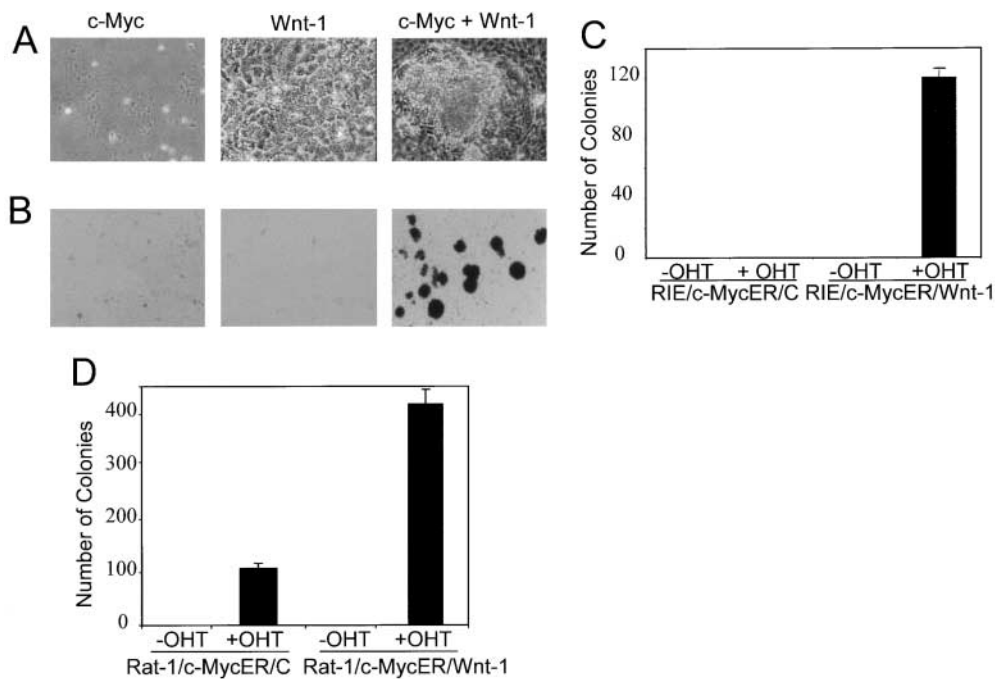 A
c-Myc
Wnt-1
c-Myc + Wnt-1
B
C
Number of Colonies
120
80
40
0
-OHT
+ OHT
-OHT
+OHT
RIE/c-MycER/C
RIE/c-MycER/Wnt-1
D
Number of Colonies
400
300
200
100
0
-OHT
+OHT
-OHT
+OHT
Rat-1/c-MycER/C
Rat-1/c-MycER/Wnt-1